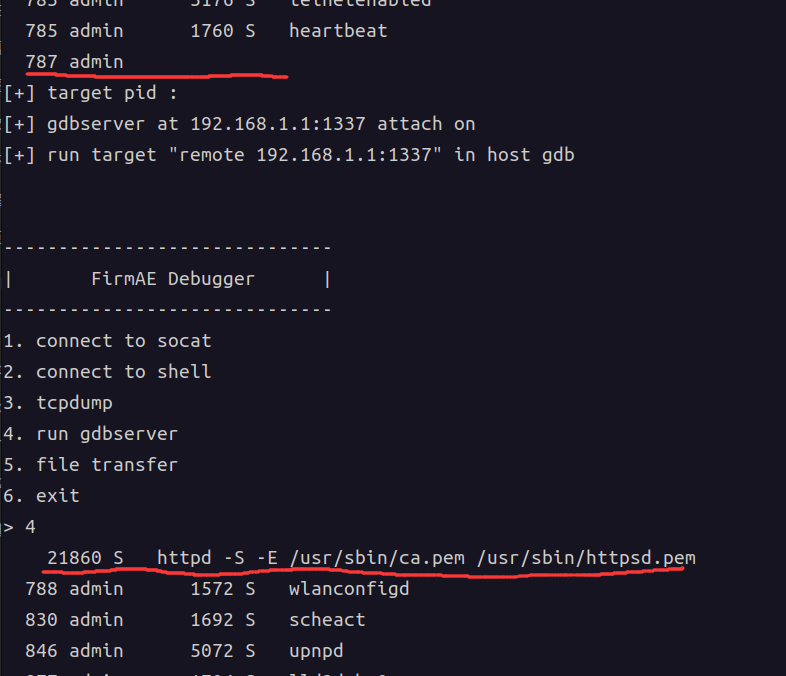 785 admin 3176 S telnetenabled
785 admin 1760 S heartbeat
787 admin
[+] target pid :
[+] gdbserver at 192.168.1.1:1337 attach on
[+] run target "remote 192.168.1.1:1337" in host gdb
------------------------------
| FirmAE Debugger |
------------------------------
1. connect to socat
2. connect to shell
3. tcpdump
4. run gdbserver
5. file transfer
6. exit
> 4
21860 S httpd -S -E /usr/sbin/ca.pem /usr/sbin/httpsd.pem
788 admin 1572 S wlanconfigd
830 admin 1692 S scheact
846 admin 5072 S upnpd